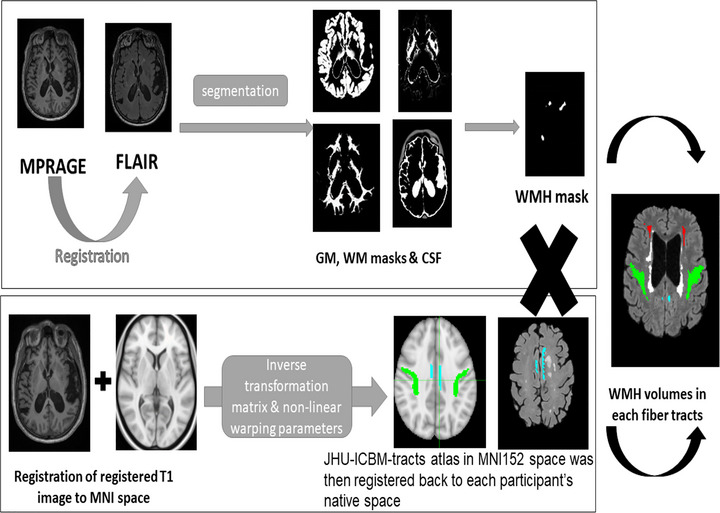 segmentation
MPRAGE
FLAIR
Registration
GM, WM masks & CSF
WMH mask
Inverse
transformation
matrix & non-linear
warping parameters
Registration of registered T1
image to MNI space
JHU-ICBM-tracts atlas in MNI152 space was
then registered back to each participant's
native space
WMH volumes in
each fiber tracts